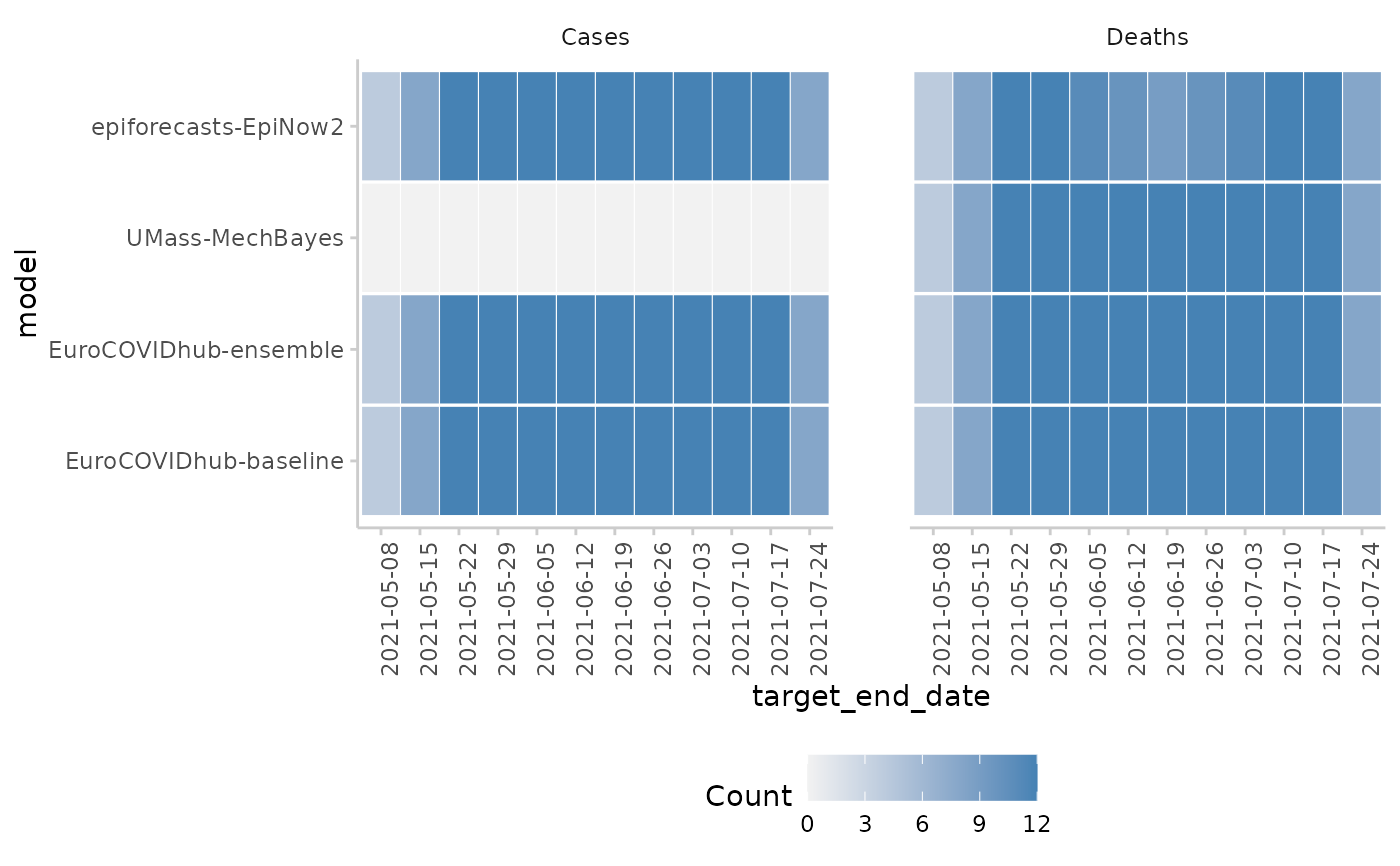 Cases
Deaths
epiforecasts-EpiNow2
UMass-MechBayes
EuroCOVIDhub-ensemble
EuroCOVIDhub-baseline
model
2021-05-08
2021-05-15
2021-05-22
2021-05-29
2021-06-05
2021-06-12
2021-06-19
2021-06-26
2021-07-03
2021-07-10
2021-07-17
2021-07-24
2021-05-08
2021-05-15
2021-05-22
2021-05-29
2021-06-05
2021-06-12
2021-06-19
2021-06-26
2021-07-03
2021-07-10
2021-07-17
2021-07-24
target_end_date
Count
0 3 6 9 12